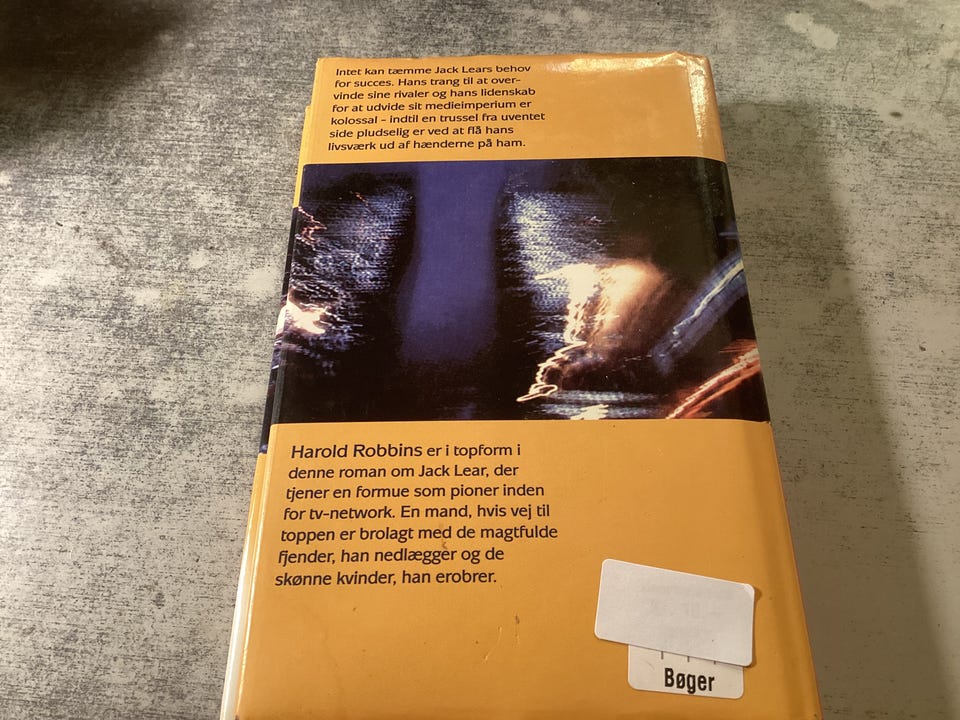 Intet kan tæmme Jack Lears behov
for succes. Hans trang til at over-
vinde sine rivaler og hans lidenskab
for at udvide sit medieimperium er
kolossal – indtil en trussel fra uventet
side pludselig er ved at flå hans
livsværk ud af hænderne på ham.
Harold Robbins er i topform i
denne roman om Jack Lear, der
tjener en formue som pioner inden
for tv-network. En mand, hvis vej til
toppen er brolagt med de magtfulde
fjender, han nedlægger og de
skønne kvinder, han erobrer.
Bøger